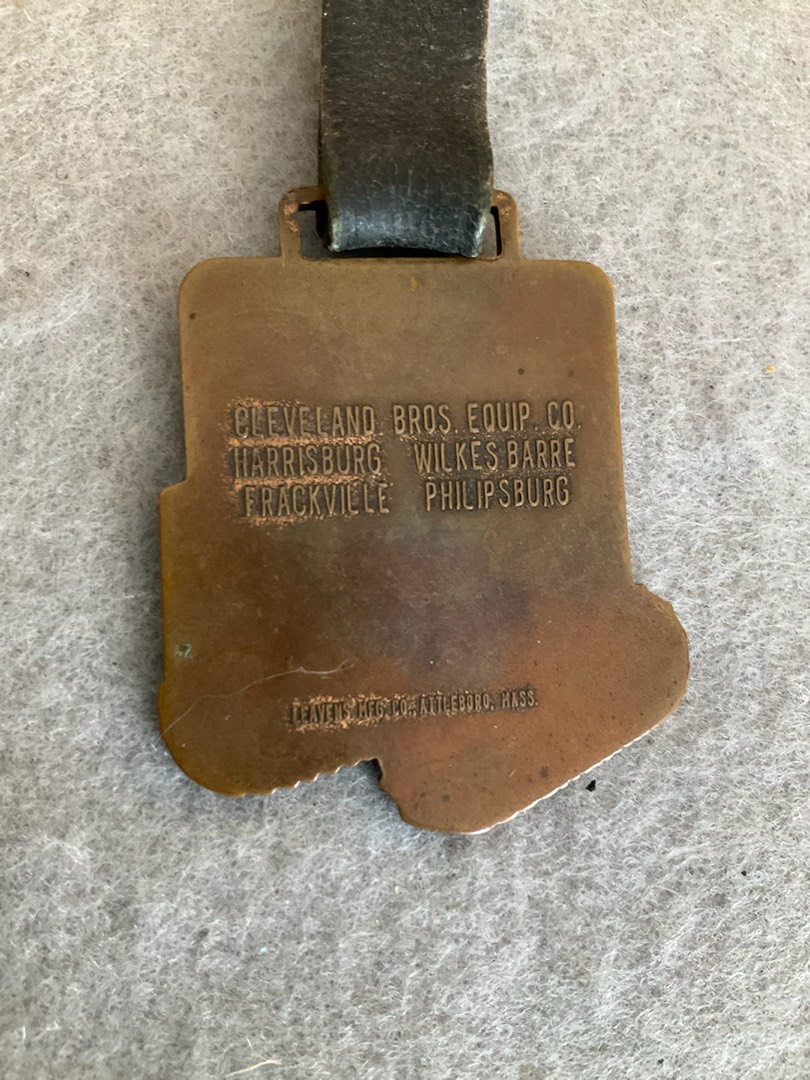 CLEVELAND BROS. EQUIP. CO.
HARRISBURG WILKES BARRE
FRACKVILLE PHILIPSBURG
LEAVENS MFG. CO., ATTLEBORO, MASS.